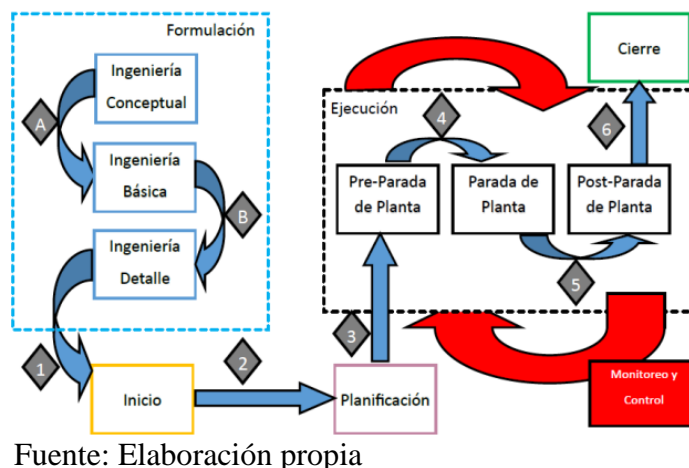 Formulación
Ingeniería
Conceptual
A
Ingeniería
Básica
B
Ingeniería
Detalle
1
Inicio
2
Planificación
3
Ejecución
4
Pre-Parada
de Planta
Parada de
Planta
Post-Parada
de Planta
5
6
Cierre
Monitoreo y
Control
Fuente: Elaboración propia